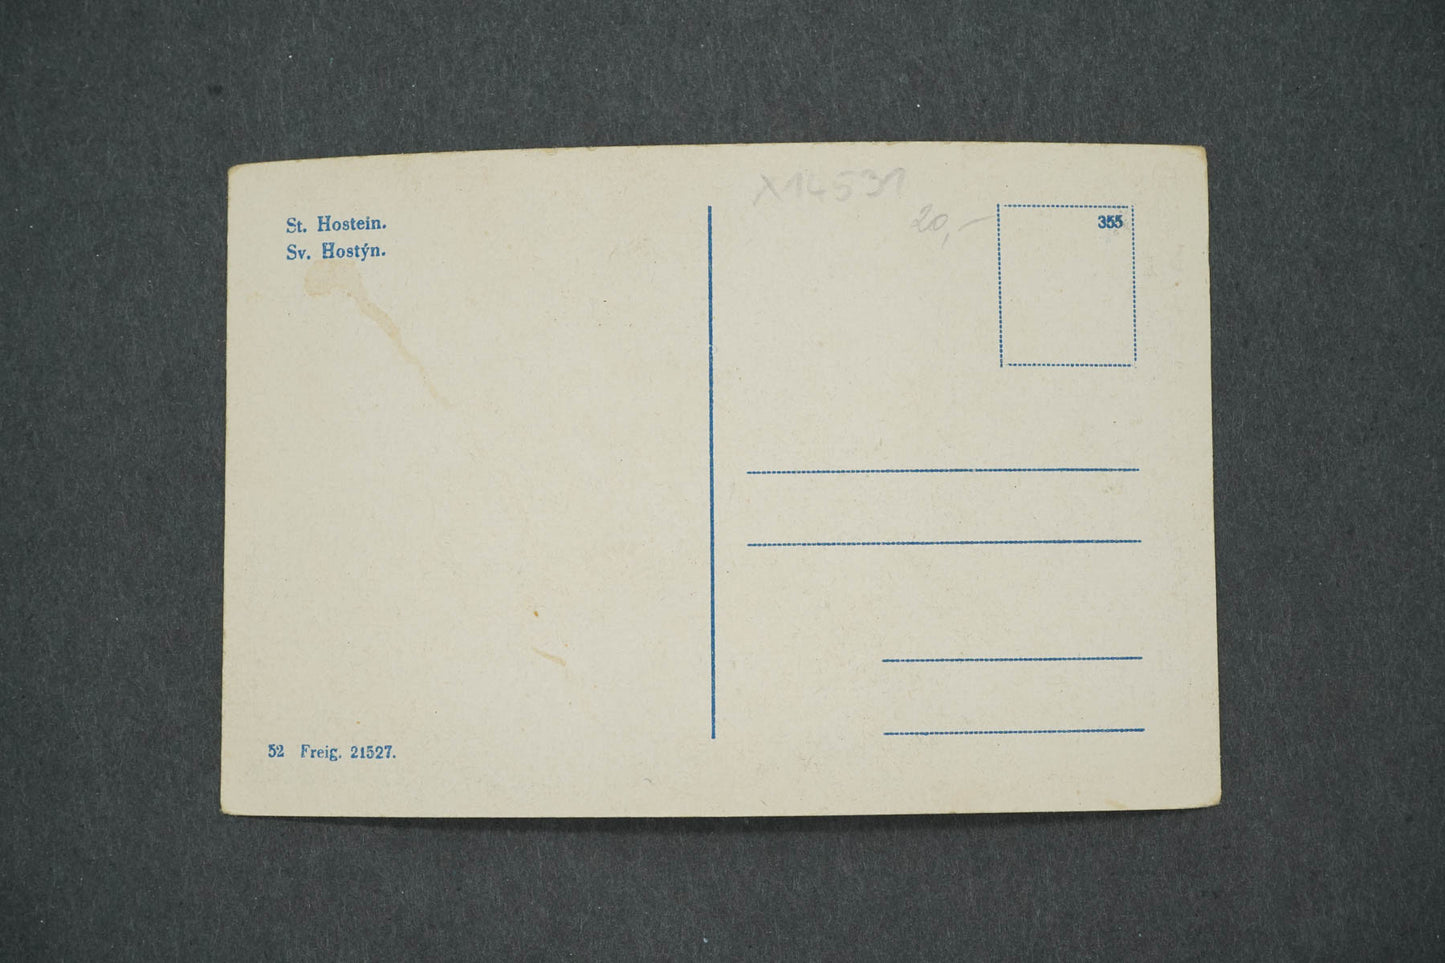 St. Hostein.
Sv. Hostýn.
X14531
20,-
355
52 Freig. 21527.